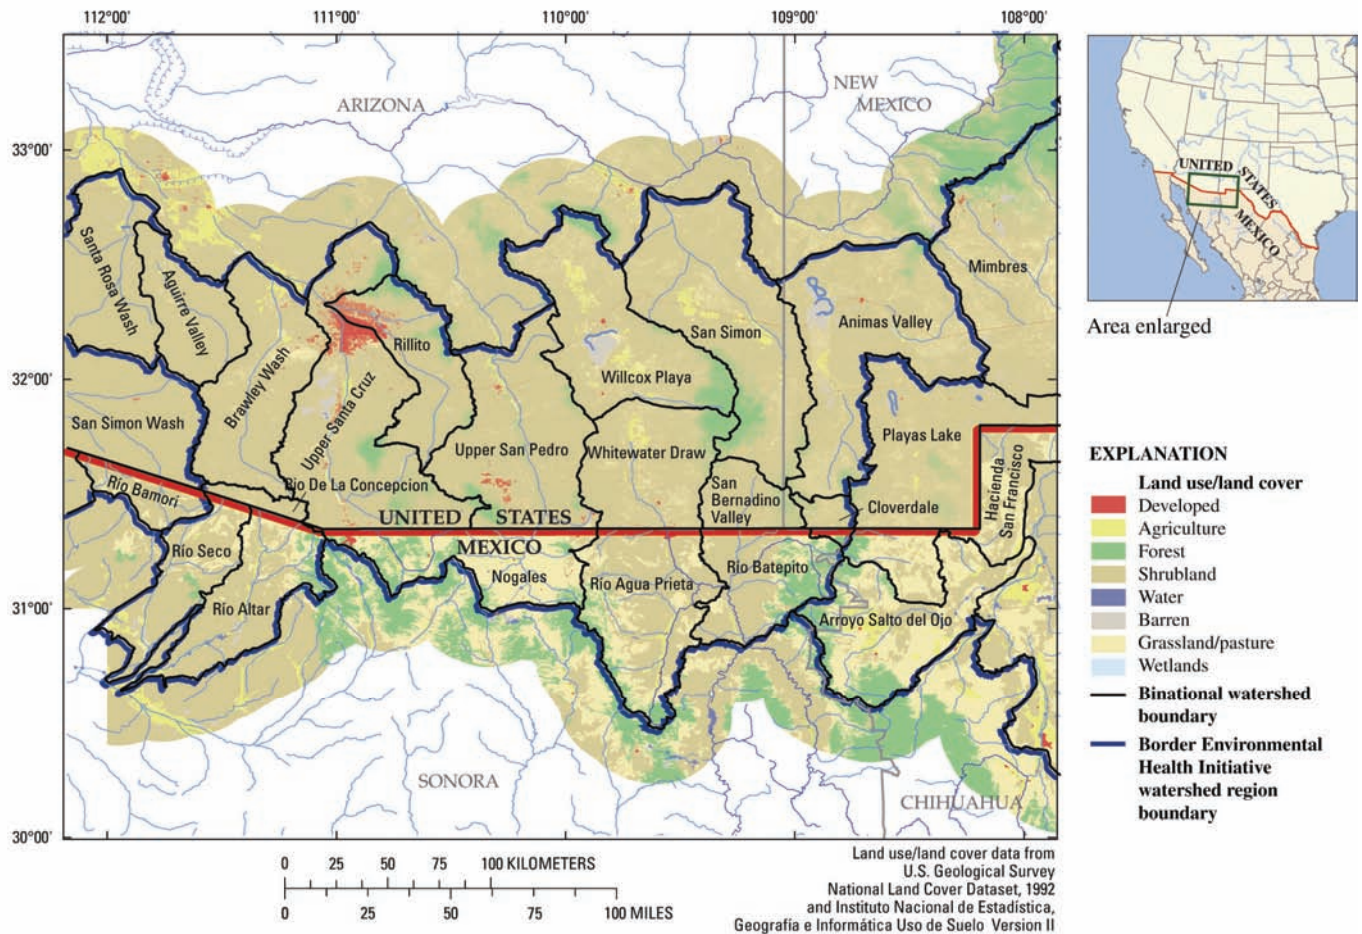 112°00' 111°00' 110°00' 109°00' 108°00'
33°00'
32°00'
31°00'
30°00'
ARIZONA
NEW
MEXICO
Santa Rosa Wash
Aguirre Valley
Brawley Wash
Rillito
Upper Santa Cruz
San Simon
Animas Valley
Mimbres
Willcox Playa
San Simon Wash
Upper San Pedro
Whitewater Draw
Playas Lake
Río Bamori
Río De La Concepcion
San
Bernadino
Valley
Cloverdale
Hacienda
San Francisco
UNITED STATES
MEXICO
Río Seco
Nogales
Río Agua Prieta
Río Batepito
Río Altar
Arroyo Salto del Ojo
SONORA
CHIHUAHUA
0 25 50 75 100 KILOMETERS
0 25 50 75 100 MILES
Land use/land cover data from
U.S. Geological Survey
National Land Cover Dataset, 1992
and Instituto Nacional de Estadística,
Geografía e Informática Uso de Suelo Version II
UNITED STATES
MEXICO
Area enlarged
EXPLANATION
Land use/land cover
Developed
Agriculture
Forest
Shrubland
Water
Barren
Grassland/pasture
Wetlands
Binational watershed
boundary
Border Environmental
Health Initiative
watershed region
boundary